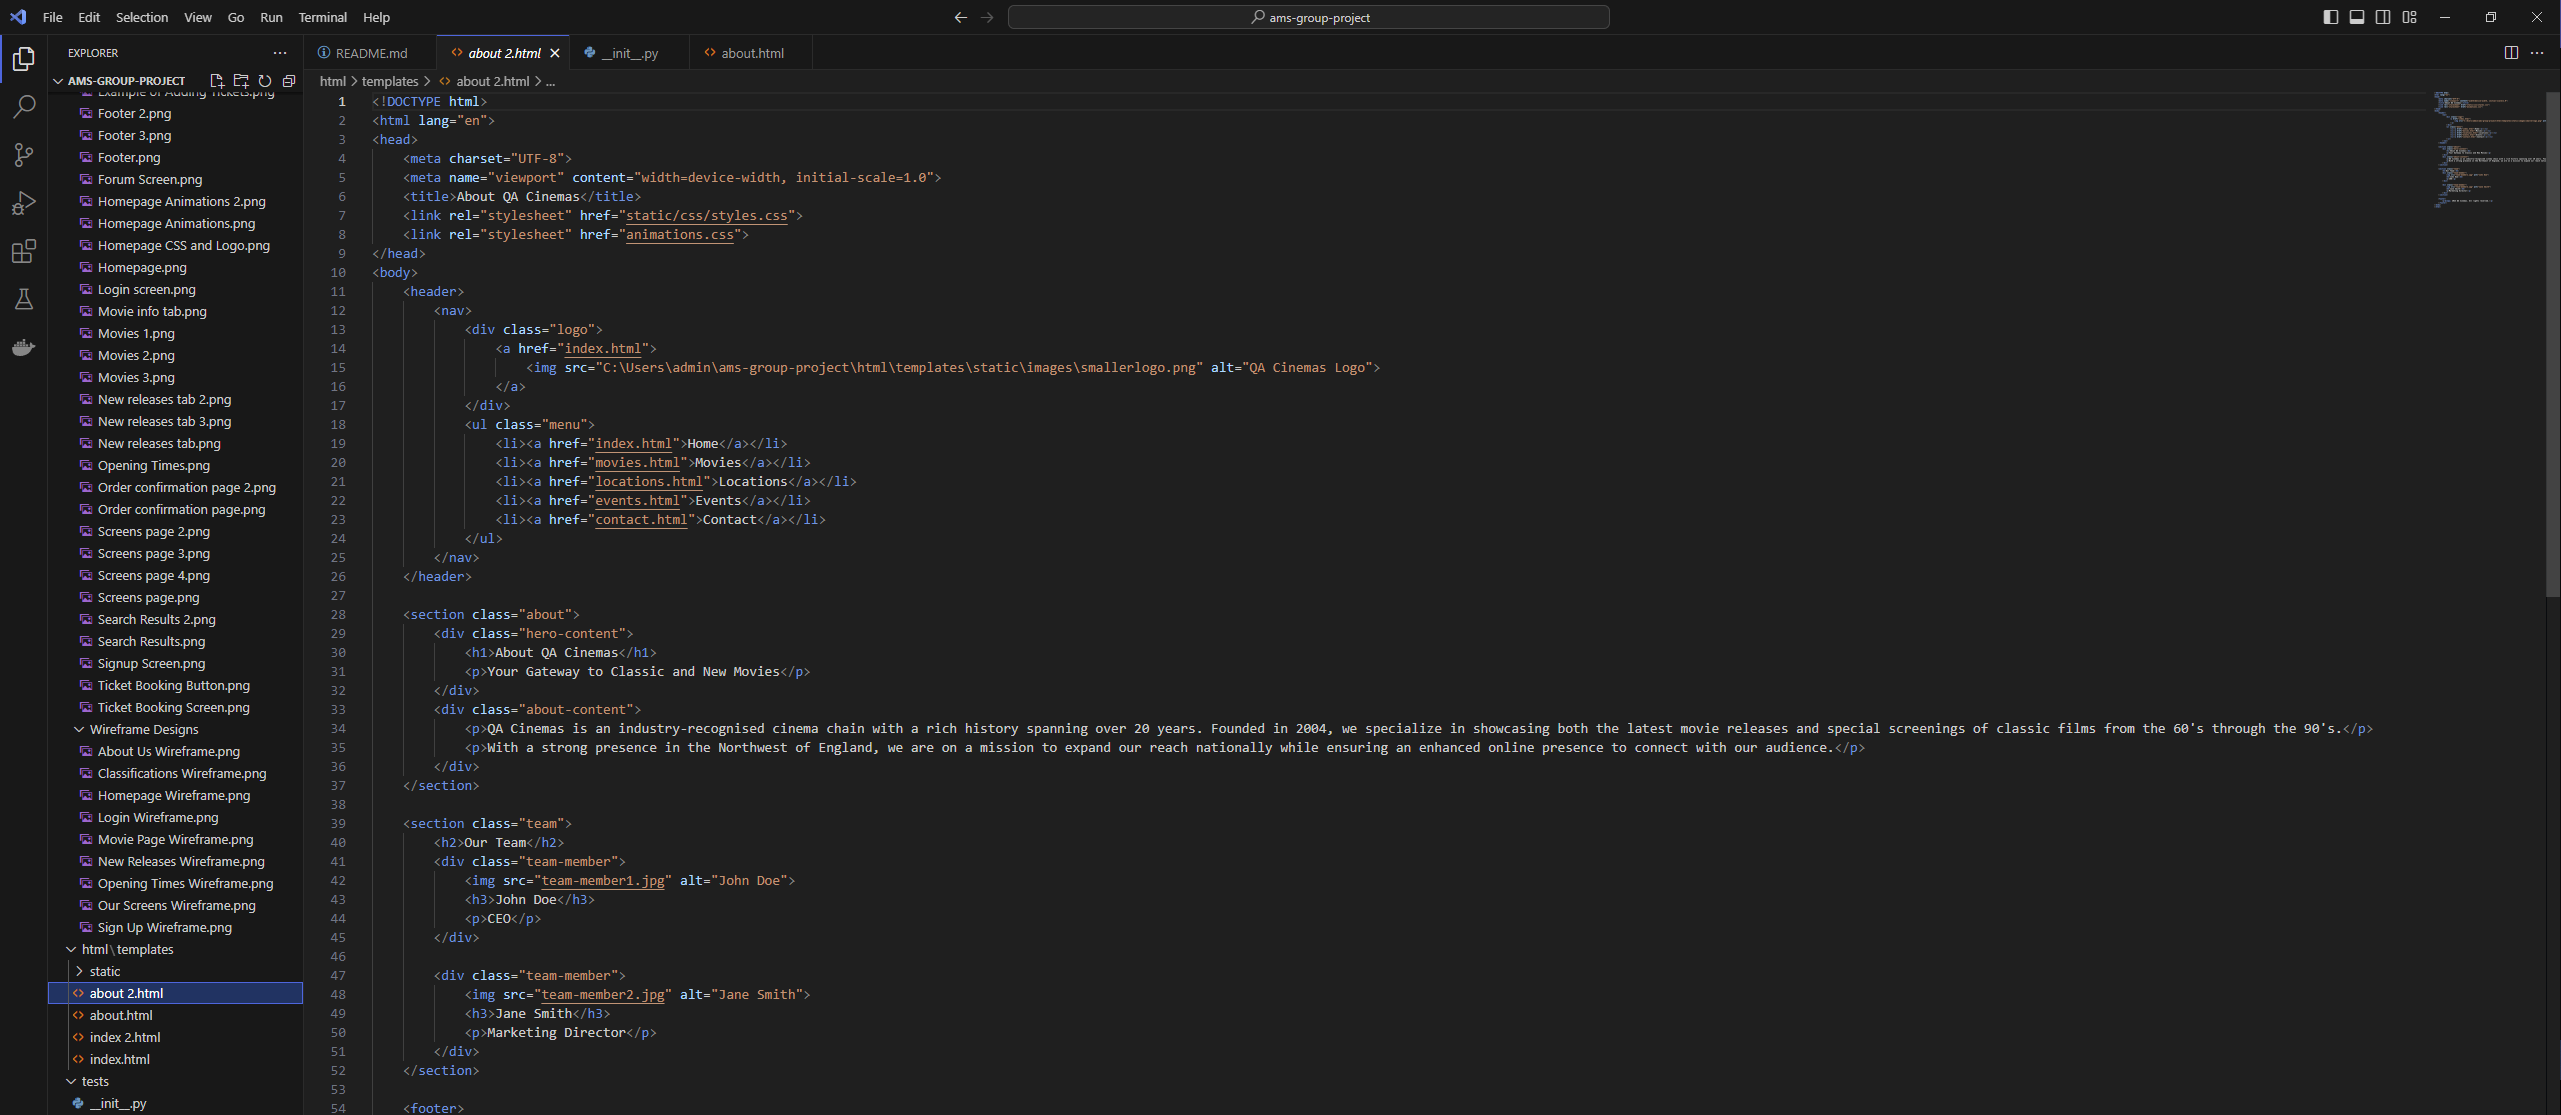 File Edit Selection View Go Run Terminal Help
ams-group-project
EXPLORER
AMS-GROUP-PROJECT
Example of Adding Tickets.png
Footer 2.png
Footer 3.png
Footer.png
Forum Screen.png
Homepage Animations 2.png
Homepage Animations.png
Homepage CSS and Logo.png
Homepage.png
Login screen.png
Movie info tab.png
Movies 1.png
Movies 2.png
Movies 3.png
New releases tab 2.png
New releases tab 3.png
New releases tab.png
Opening Times.png
Order confirmation page 2.png
Order confirmation page.png
Screens page 2.png
Screens page 3.png
Screens page 4.png
Screens page.png
Search Results 2.png
Search Results.png
Signup Screen.png
Ticket Booking Button.png
Ticket Booking Screen.png
Wireframe Designs
About Us Wireframe.png
Classifications Wireframe.png
Homepage Wireframe.png
Login Wireframe.png
Movie Page Wireframe.png
New Releases Wireframe.png
Opening Times Wireframe.png
Our Screens Wireframe.png
Sign Up Wireframe.png
html\templates
static
about 2.html
about.html
index 2.html
index.html
tests
__init__.py
README.md about 2.html __init__.py about.html
html > templates > about 2.html > ...
1 <!DOCTYPE html>
2 <html lang="en">
3 <head>
4 <meta charset="UTF-8">
5 <meta name="viewport" content="width=device-width, initial-scale=1.0">
6 <title>About QA Cinemas</title>
7 <link rel="stylesheet" href="static/css/styles.css">
8 <link rel="stylesheet" href="animations.css">
9 </head>
10 <body>
11 <header>
12 <nav>
13 <div class="logo">
14 <a href="index.html">
15 <img src="C:\Users\admin\ams-group-project\html\templates\static\images\smallerlogo.png" alt="QA Cinemas Logo">
16 </a>
17 </div>
18 <ul class="menu">
19 <li><a href="index.html">Home</a></li>
20 <li><a href="movies.html">Movies</a></li>
21 <li><a href="locations.html">Locations</a></li>
22 <li><a href="events.html">Events</a></li>
23 <li><a href="contact.html">Contact</a></li>
24 </ul>
25 </nav>
26 </header>
27
28 <section class="about">
29 <div class="hero-content">
30 <h1>About QA Cinemas</h1>
31 <p>Your Gateway to Classic and New Movies</p>
32 </div>
33 <div class="about-content">
34 <p>QA Cinemas is an industry-recognised cinema chain with a rich history spanning over 20 years. Founded in 2004, we specialize in showcasing both the latest movie releases and special screenings of classic films from the 60's through the 90's.</p>
35 <p>With a strong presence in the Northwest of England, we are on a mission to expand our reach nationally while ensuring an enhanced online presence to connect with our audience.</p>
36 </div>
37 </section>
38
39 <section class="team">
40 <h2>Our Team</h2>
41 <div class="team-member">
42 <img src="team-member1.jpg" alt="John Doe">
43 <h3>John Doe</h3>
44 <p>CEO</p>
45 </div>
46
47 <div class="team-member">
48 <img src="team-member2.jpg" alt="Jane Smith">
49 <h3>Jane Smith</h3>
50 <p>Marketing Director</p>
51 </div>
52 </section>
53
54 <footer>